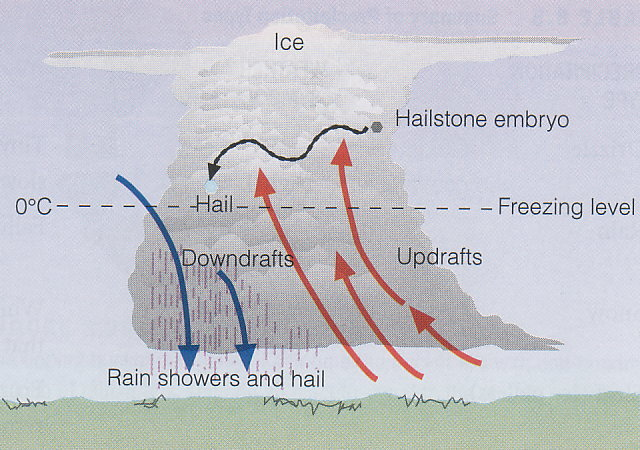 Ice
Hailstone embryo
0°C
Hail
Freezing level
Downdrafts
Updrafts
Rain showers and hail